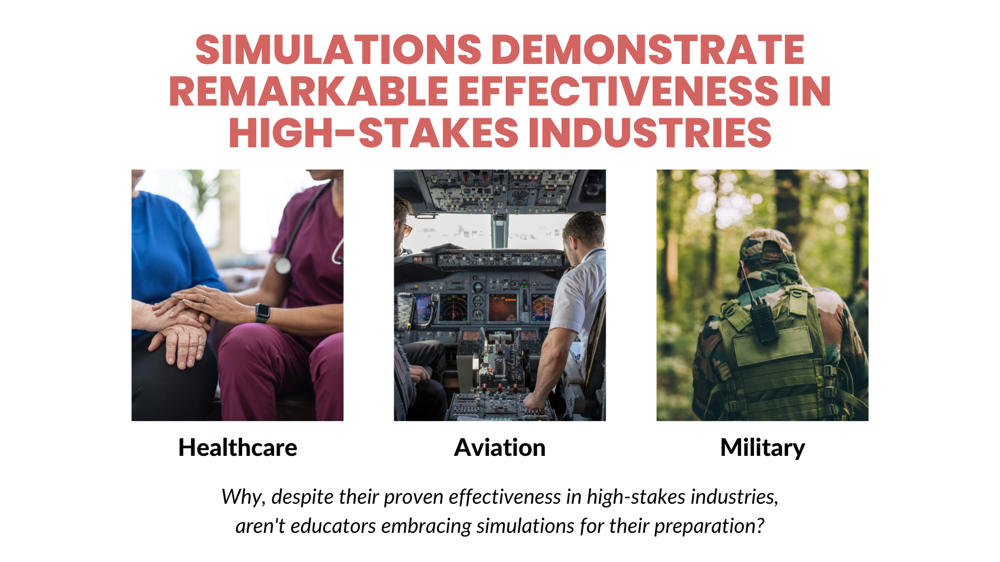 SIMULATIONS DEMONSTRATE
REMARKABLE EFFECTIVENESS IN
HIGH-STAKES INDUSTRIES
Healthcare
Aviation
Military
Why, despite their proven effectiveness in high-stakes industries,
aren't educators embracing simulations for their preparation?